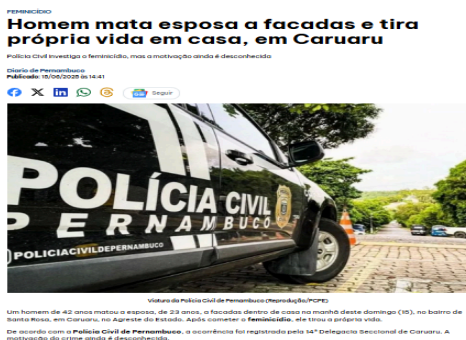 FEMINICÍDIO
Homem mata esposa a facadas e tira
própria vida em casa, em Caruaru
Polícia Civil investiga o feminicídio, mas a motivação ainda é desconhecida
Diario de Pernambuco
Publicado: 15/06/2025 às 14:41
Seguir
POLÍCIA CIVIL
PERNAMBUCO
@POLICIACIVILDEPERNAMBUCO
Viatura da Polícia Civil de Pernambuco (Reprodução/PCPE)
Um homem de 42 anos matou a esposa, de 23 anos, a facadas dentro de casa na manhã deste domingo (15), no bairro de
Santa Rosa, em Caruaru, no Agreste do Estado. Após cometer o feminicídio, ele tirou a própria vida.
De acordo com a Polícia Civil de Pernambuco, a ocorrência foi registrada pela 14ª Delegacia Seccional de Caruaru. A
motivação do crime ainda é desconhecida.